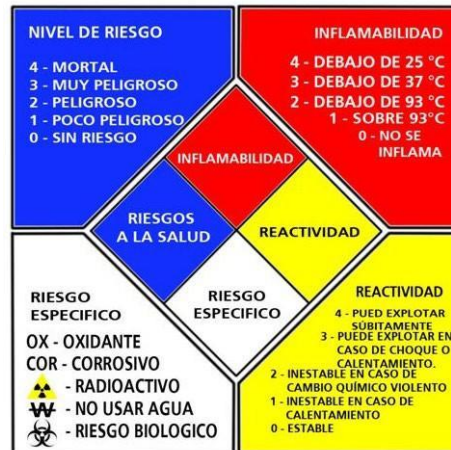 NIVEL DE RIESGO
4 - MORTAL
3 - MUY PELIGROSO
2 - PELIGROSO
1 - POCO PELIGROSO
0 - SIN RIESGO
INFLAMABILIDAD
4 - DEBAJO DE 25 °C
3 - DEBAJO DE 37 °C
2 - DEBAJO DE 93 °C
1 - SOBRE 93°C
0 - NO SE
INFLAMA
INFLAMABILIDAD
RIESGOS
A LA SALUD
REACTIVIDAD
RIESGO
ESPECIFICO
RIESGO
ESPECIFICO
OX - OXIDANTE
COR - CORROSIVO
- RADIOACTIVO
W - NO USAR AGUA
- RIESGO BIOLOGICO
REACTIVIDAD
4 - PUED EXPLOTAR
SÚBITAMENTE
3 - PUEDE EXPLOTAR EN
CASO DE CHOQUE O
CALENTAMIENTO.
2 - INESTABLE EN CASO DE
CAMBIO QUÍMICO VIOLENTO
1 - INESTABLE EN CASO DE
CALENTAMIENTO
0 - ESTABLE